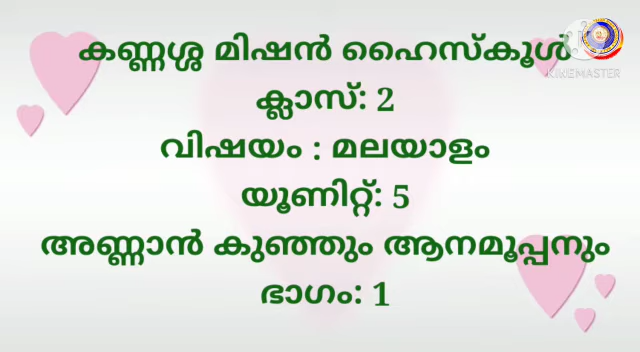 കണ്ണശ്ശ മിഷൻ ഹൈസ്കൂൾ
ക്ലാസ്: 2
വിഷയം : മലയാളം
യൂണിറ്റ്: 5
അണ്ണാൻ കുഞ്ഞും ആനമൂപ്പനും
ഭാഗം: 1
KINEMASTER